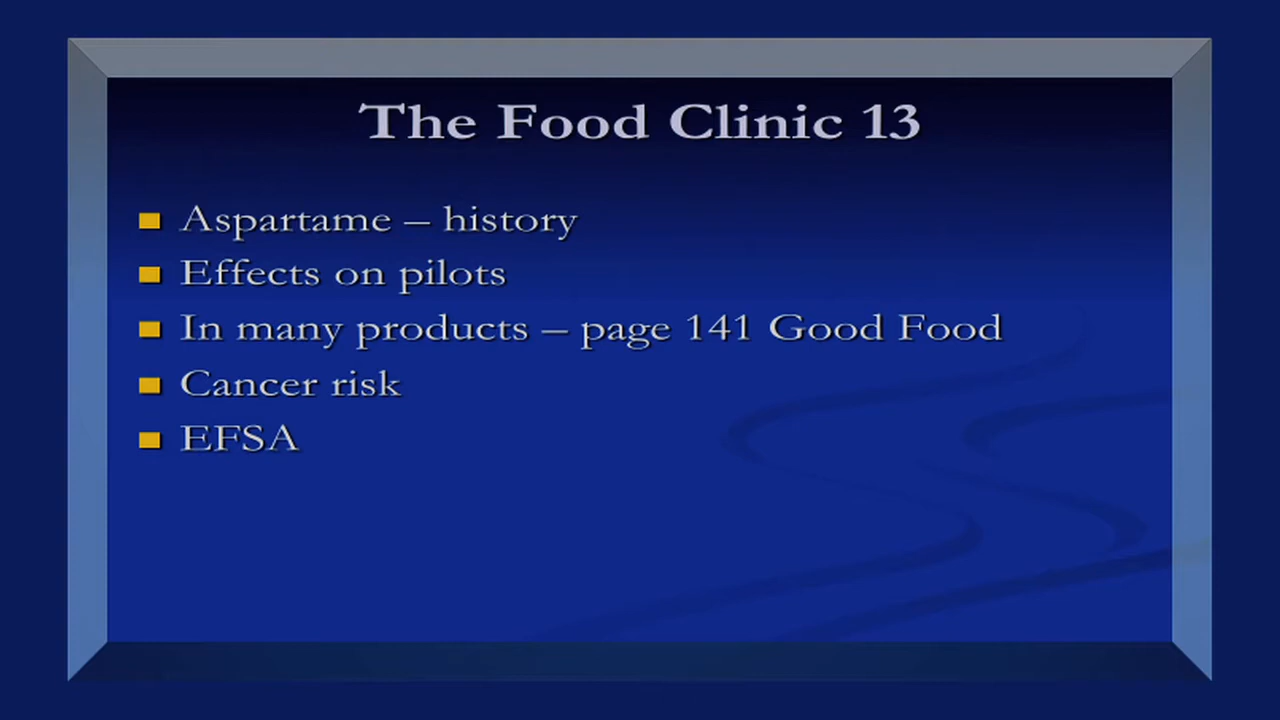 The Food Clinic 13
Aspartame – history
Effects on pilots
In many products – page 141 Good Food
Cancer risk
EFSA